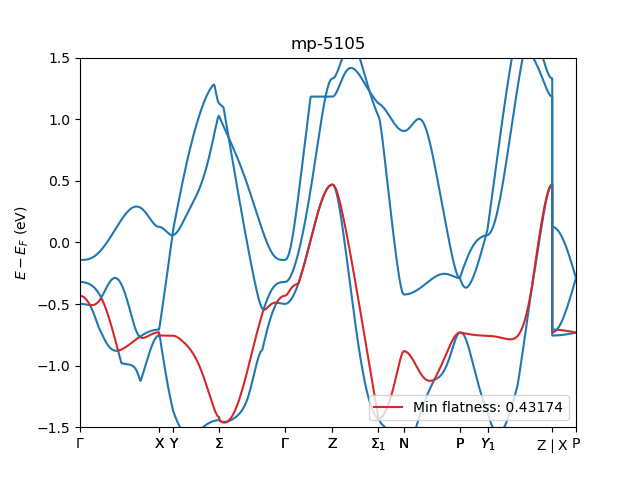 mp-5105
1.5
1.0
0.5
0.0
−0.5
−1.0
−1.5
E − E_F (eV)
Min flatness: 0.43174
Γ X Y Σ Γ Z Σ₁ N P Y₁ Z | X P